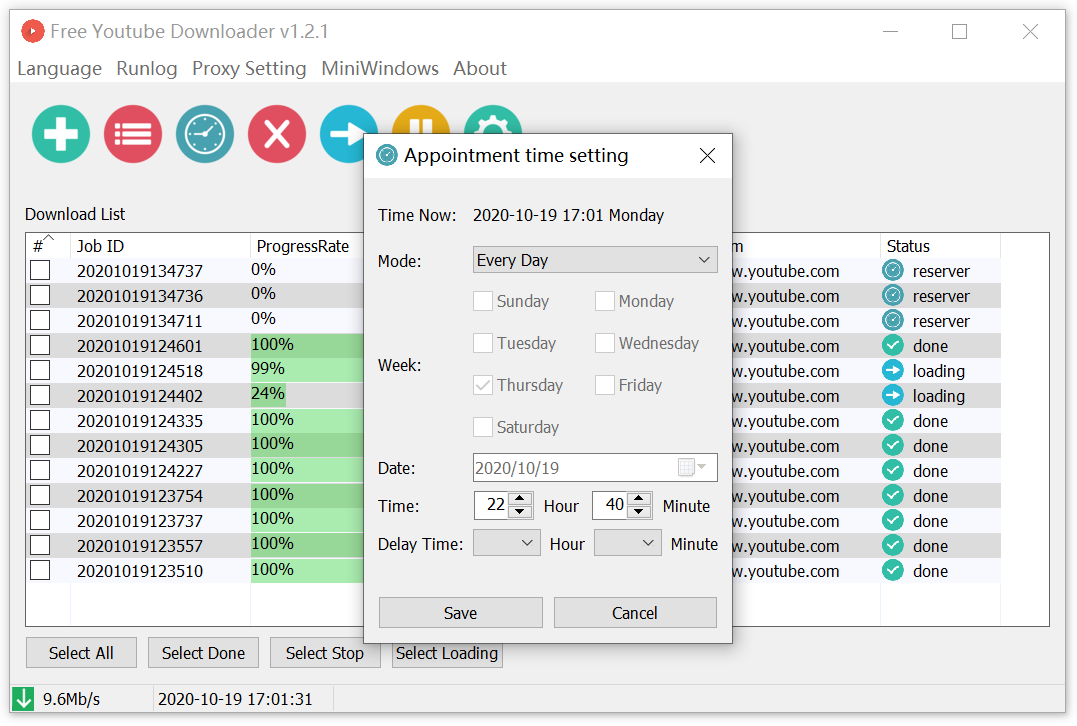 Free Youtube Downloader v1.2.1
Language Runlog Proxy Setting MiniWindows About
Appointment time setting
Time Now: 2020-10-19 17:01 Monday
Mode: Every Day
Week:
Sunday Monday
Tuesday Wednesday
Thursday Friday
Saturday
Date: 2020/10/19
Time: 22 Hour 40 Minute
Delay Time: Hour Minute
Save Cancel
Download List
# Job ID ProgressRate m Status
20201019134737 0% w.youtube.com reserver
20201019134736 0% w.youtube.com reserver
20201019134711 0% w.youtube.com reserver
20201019124601 100% w.youtube.com done
20201019124518 99% w.youtube.com loading
20201019124402 24% w.youtube.com loading
20201019124335 100% w.youtube.com done
20201019124305 100% w.youtube.com done
20201019124227 100% w.youtube.com done
20201019123754 100% w.youtube.com done
20201019123737 100% w.youtube.com done
20201019123557 100% w.youtube.com done
20201019123510 100% w.youtube.com done
Select All Select Done Select Stop Select Loading
9.6Mb/s 2020-10-19 17:01:31